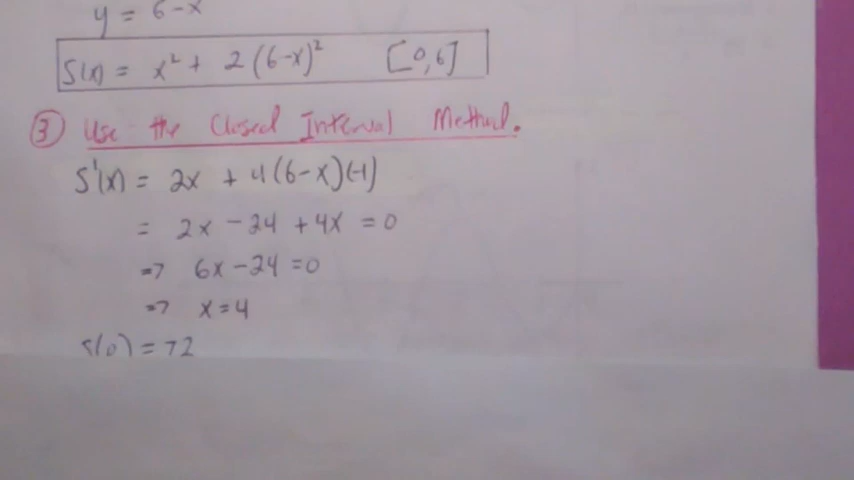 y = 6-x
S(x) = x² + 2(6-x)² [0,6]
③ Use the Closed Interval Method.
S'(x) = 2x + 4(6-x)(-1)
= 2x - 24 + 4x = 0
⇒ 6x - 24 = 0
⇒ x = 4
S(0) = 72